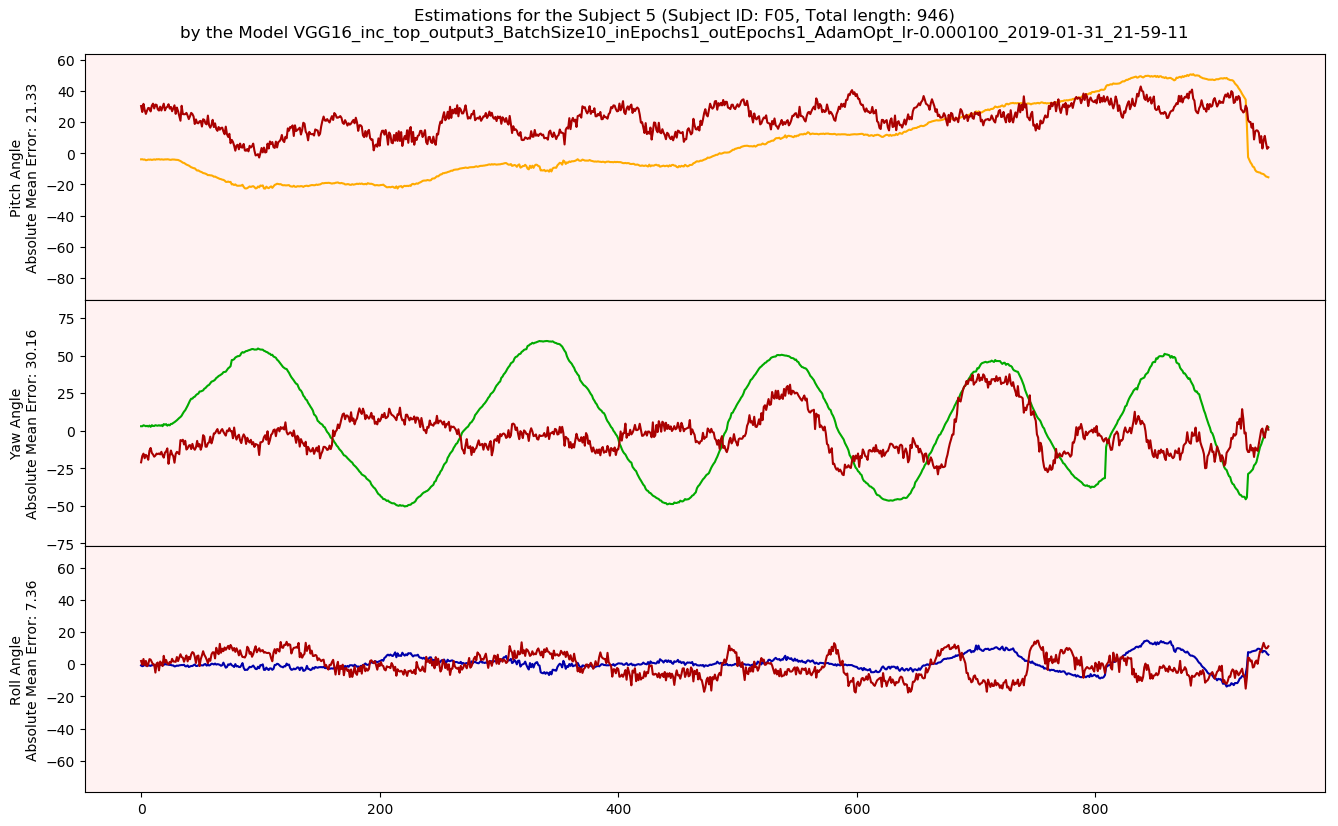 Estimations for the Subject 5 (Subject ID: F05, Total length: 946)
by the Model VGG16_inc_top_output3_BatchSize10_inEpochs1_outEpochs1_AdamOpt_lr-0.000100_2019-01-31_21-59-11
Pitch Angle
Absolute Mean Error: 21.33
60
40
20
0
−20
−40
−60
−80
Yaw Angle
Absolute Mean Error: 30.16
75
50
25
0
−25
−50
−75
Roll Angle
Absolute Mean Error: 7.36
60
40
20
0
−20
−40
−60
0 200 400 600 800